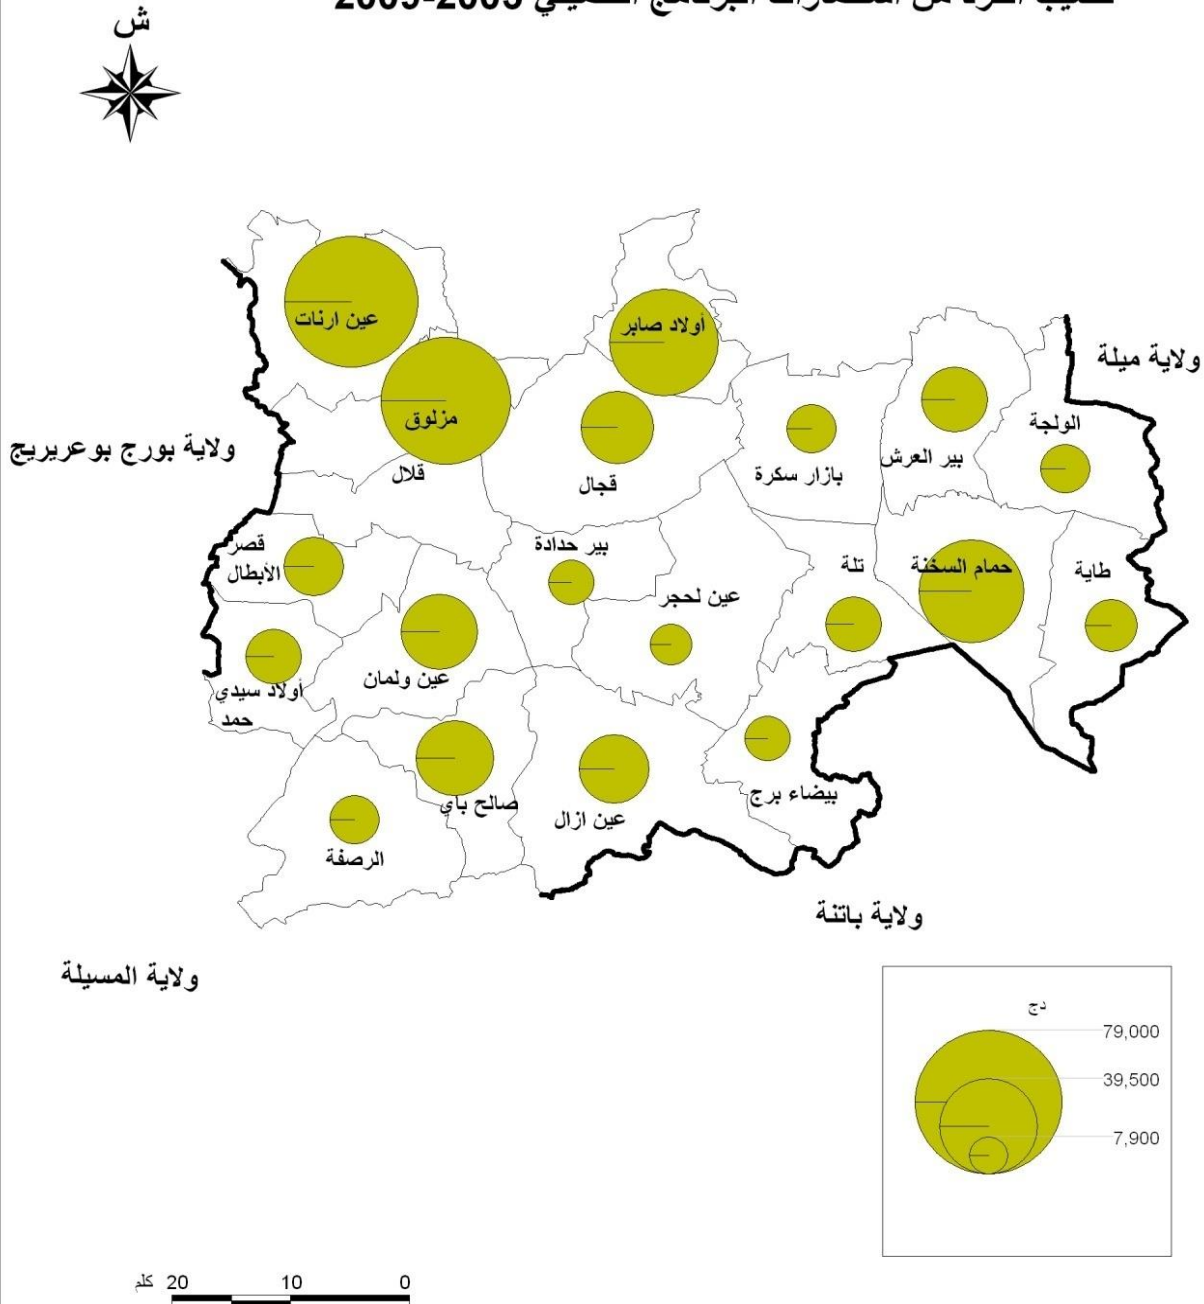 2009-2005
ش
عين ارنات
أولاد صابر
ولاية ميلة
مزلوق
الولجة
ولاية بورج بوعريريج
قلال
قجال
بازار سكرة
بير العرش
قصر
الأبطال
بير حدادة
تلة
حمام السخنة
طاية
عين لحجر
عين ولمان
أولاد سيدي
حمد
صالح باي
عين ازال
بيضاء برج
الرصفة
ولاية باتنة
ولاية المسيلة
دج
79,000
39,500
7,900
كلم 20 10 0